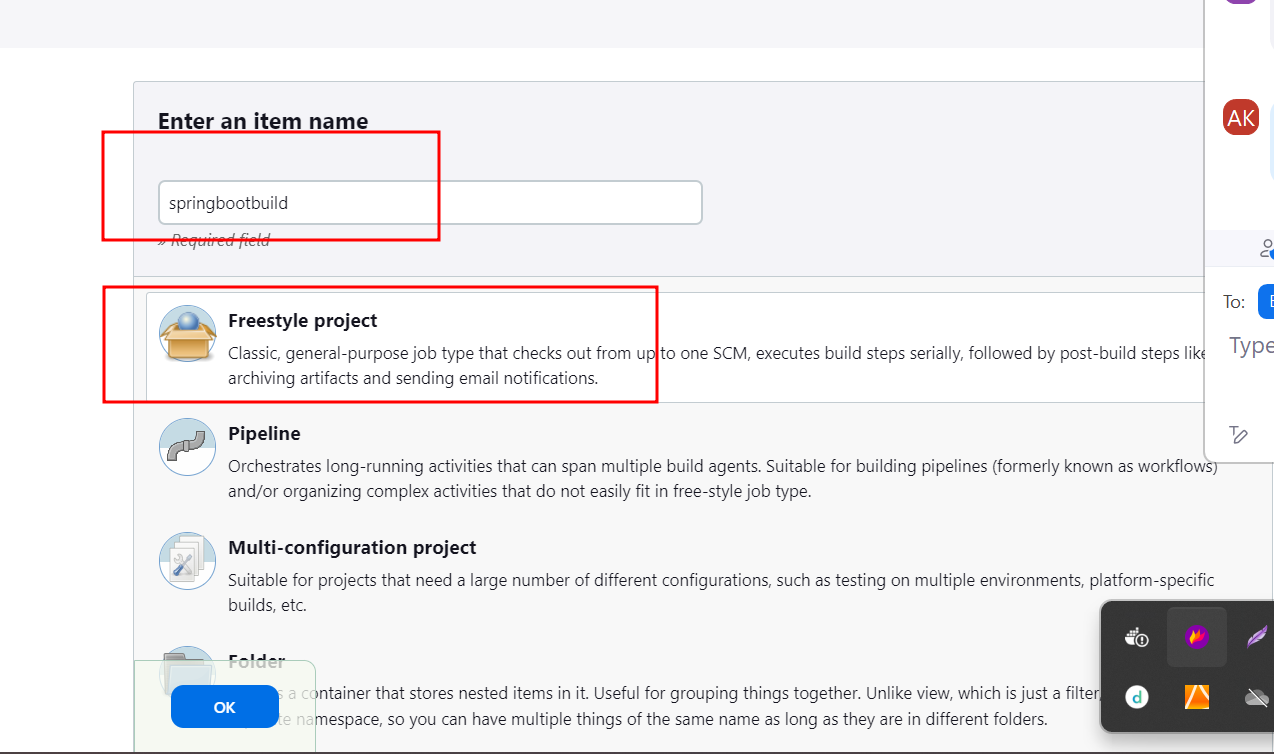 Enter an item name
springbootbuild
» Required field
Freestyle project
Classic, general-purpose job type that checks out from up to one SCM, executes build steps serially, followed by post-build steps like
archiving artifacts and sending email notifications.
Pipeline
Orchestrates long-running activities that can span multiple build agents. Suitable for building pipelines (formerly known as workflows)
and/or organizing complex activities that do not easily fit in free-style job type.
Multi-configuration project
Suitable for projects that need a large number of different configurations, such as testing on multiple environments, platform-specific
builds, etc.
Folder
s a container that stores nested items in it. Useful for grouping things together. Unlike view, which is just a filter,
te namespace, so you can have multiple things of the same name as long as they are in different folders.
OK
AK
To:
Type
d